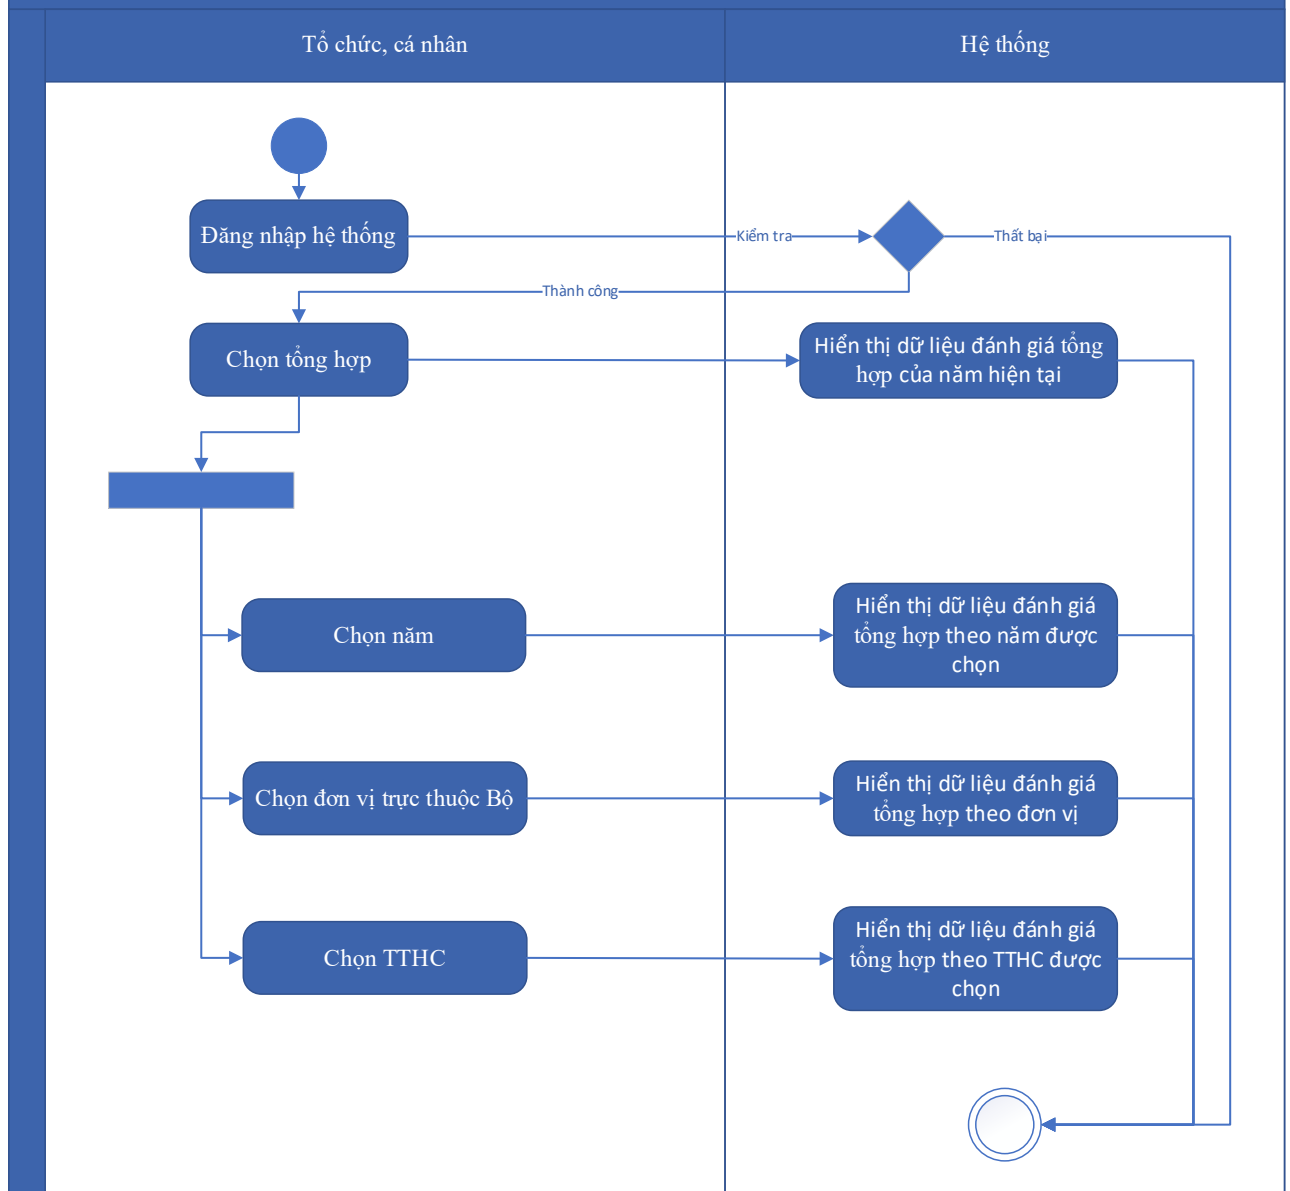 Tổ chức, cá nhân
Hệ thống
Đăng nhập hệ thống
Kiểm tra
Thất bại
Thành công
Chọn tổng hợp
Hiển thị dữ liệu đánh giá tổng
hợp của năm hiện tại
Chọn năm
Hiển thị dữ liệu đánh giá
tổng hợp theo năm được
chọn
Chọn đơn vị trực thuộc Bộ
Hiển thị dữ liệu đánh giá
tổng hợp theo đơn vị
Chọn TTHC
Hiển thị dữ liệu đánh giá
tổng hợp theo TTHC được
chọn